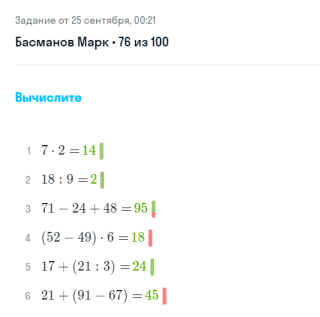 Задание от 25 сентября, 00:21
Басманов Марк • 76 из 100
Вычислите
1 7 · 2 = 14
2 18 : 9 = 2
3 71 − 24 + 48 = 95
4 (52 − 49) · 6 = 18
5 17 + (21 : 3) = 24
6 21 + (91 − 67) = 45